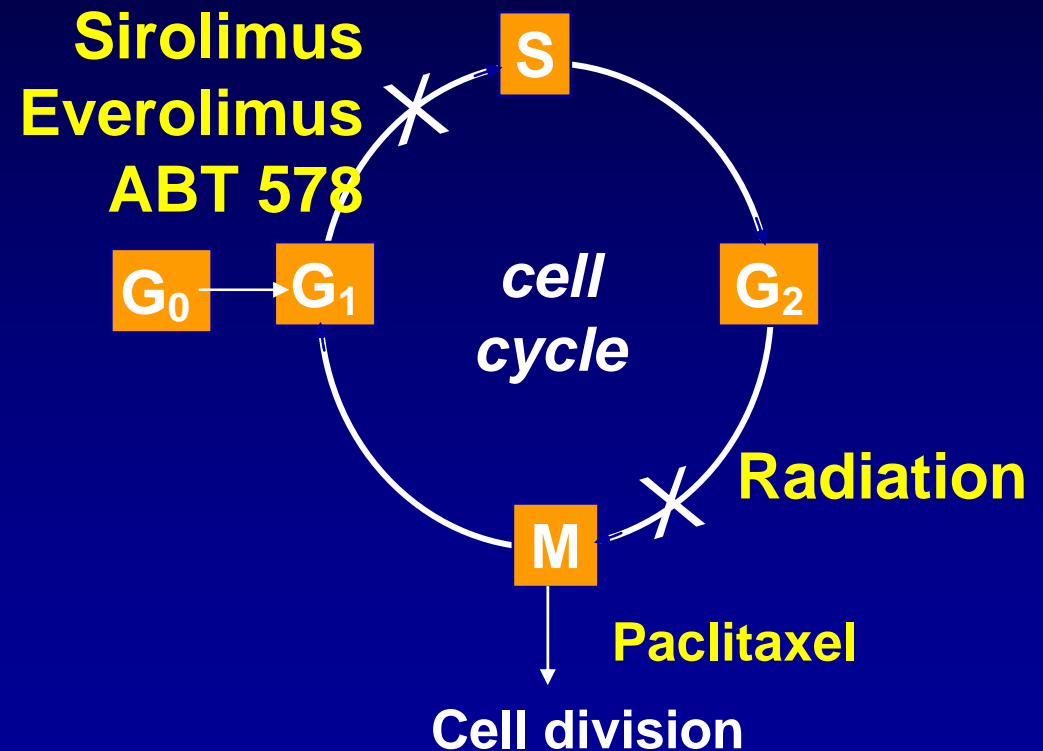 Sirolimus
Everolimus
ABT 578
S
G₀
G₁
cell
cycle
G₂
Radiation
M
Paclitaxel
Cell division